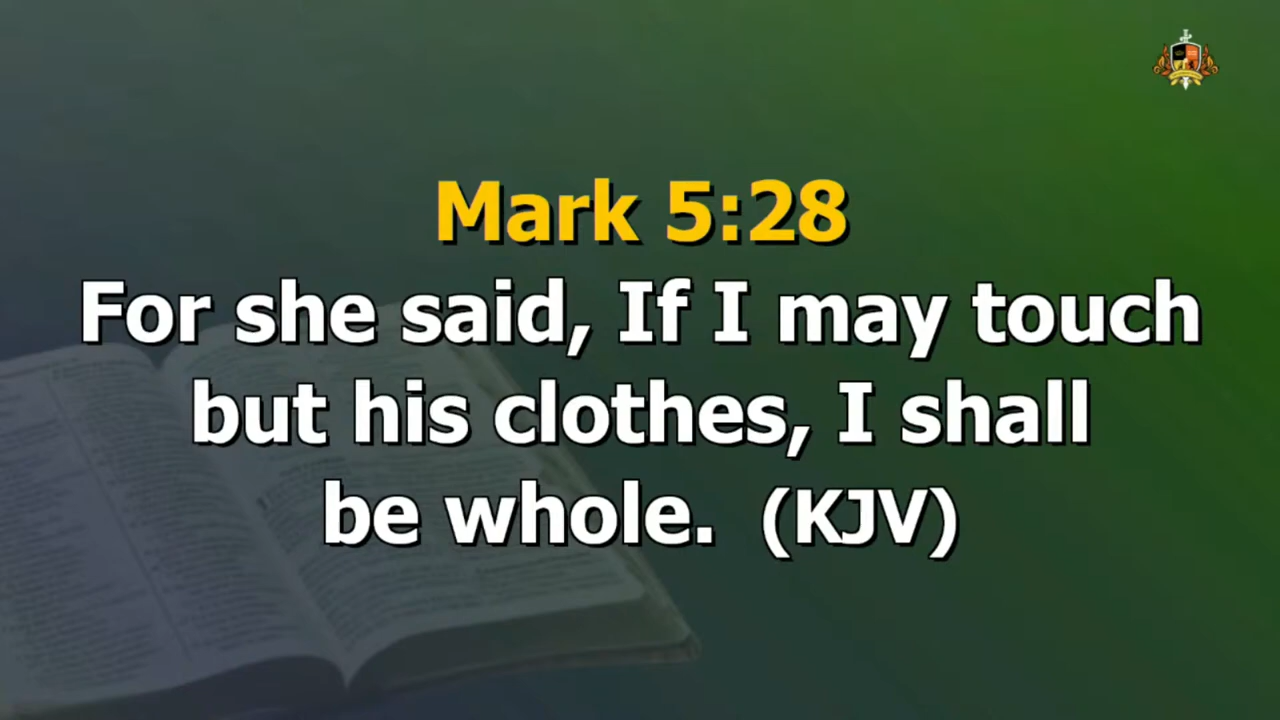 Mark 5:28
For she said, If I may touch
but his clothes, I shall
be whole.  (KJV)